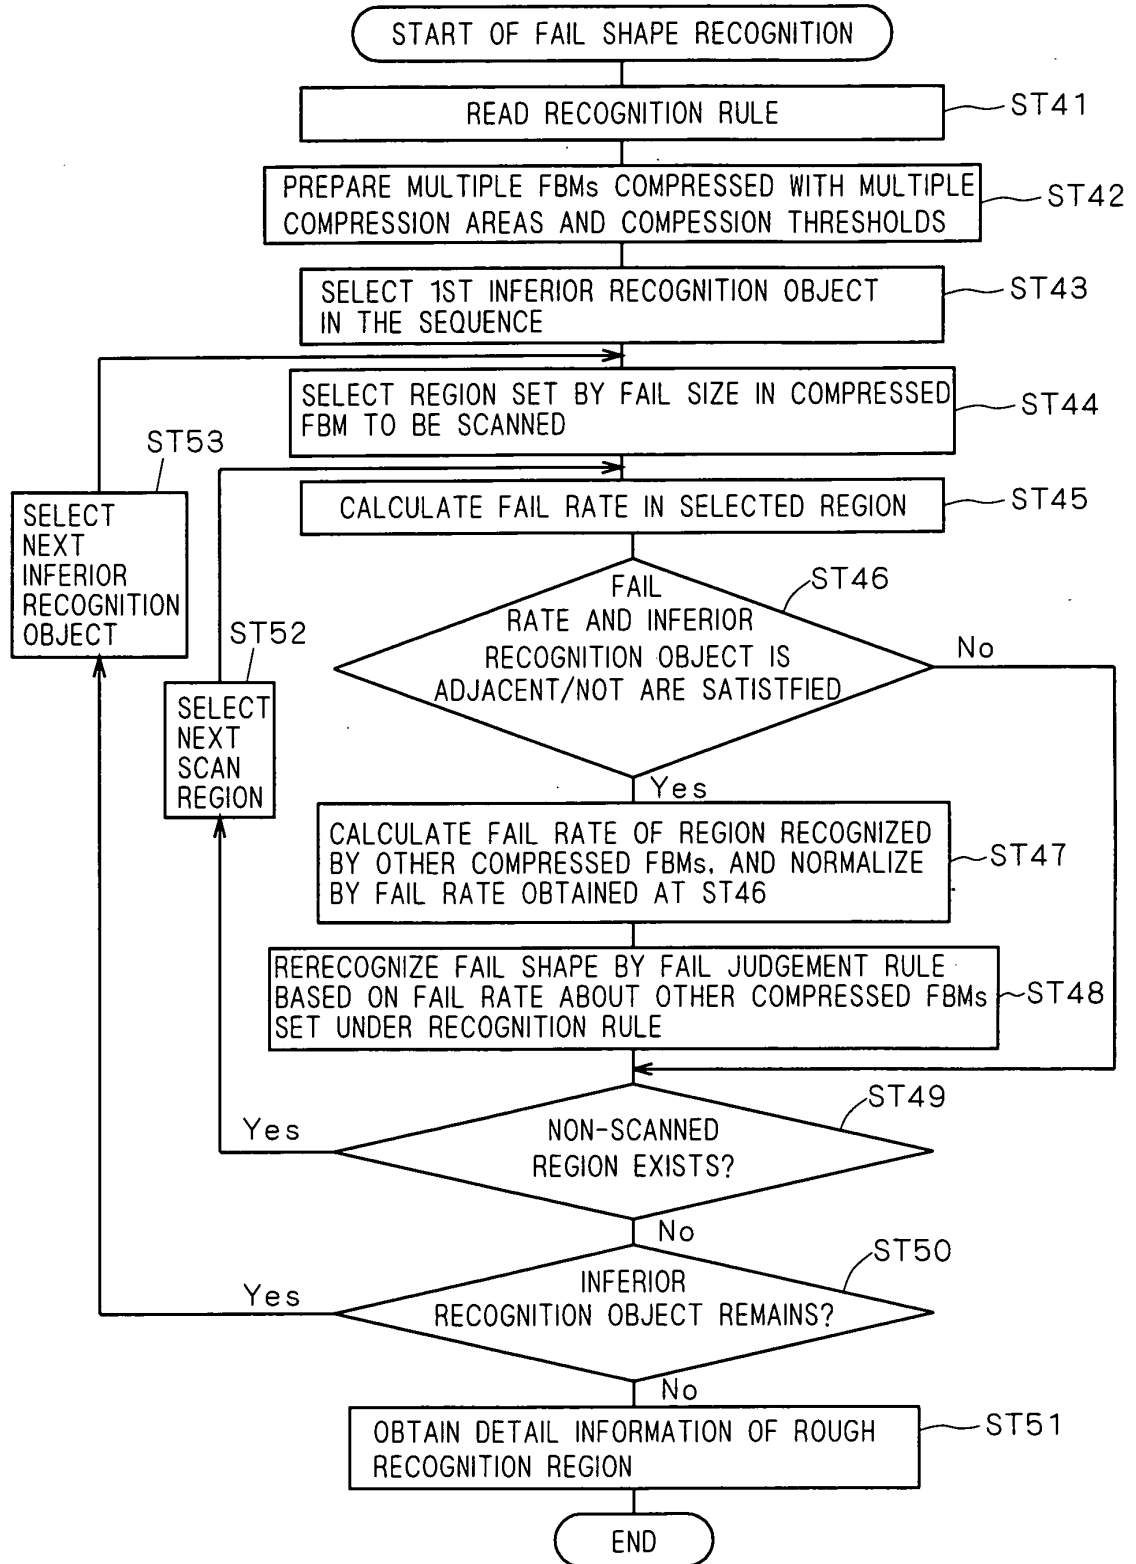 START OF FAIL SHAPE RECOGNITION
READ RECOGNITION RULE
ST41
PREPARE MULTIPLE FBMs COMPRESSED WITH MULTIPLE
COMPRESSION AREAS AND COMPESSION THRESHOLDS
ST42
SELECT 1ST INFERIOR RECOGNITION OBJECT
IN THE SEQUENCE
ST43
SELECT REGION SET BY FAIL SIZE IN COMPRESSED
FBM TO BE SCANNED
ST44
ST53
SELECT
NEXT
INFERIOR
RECOGNITION
OBJECT
CALCULATE FAIL RATE IN SELECTED REGION
ST45
ST52
SELECT
NEXT
SCAN
REGION
FAIL
RATE AND INFERIOR
RECOGNITION OBJECT IS
ADJACENT/NOT ARE SATISTFIED
ST46
No
Yes
CALCULATE FAIL RATE OF REGION RECOGNIZED
BY OTHER COMPRESSED FBMs, AND NORMALIZE
BY FAIL RATE OBTAINED AT ST46
ST47
RERECOGNIZE FAIL SHAPE BY FAIL JUDGEMENT RULE
BASED ON FAIL RATE ABOUT OTHER COMPRESSED FBMs
SET UNDER RECOGNITION RULE
ST48
NON-SCANNED
REGION EXISTS?
ST49
Yes
No
INFERIOR
RECOGNITION OBJECT REMAINS?
ST50
Yes
No
OBTAIN DETAIL INFORMATION OF ROUGH
RECOGNITION REGION
ST51
END